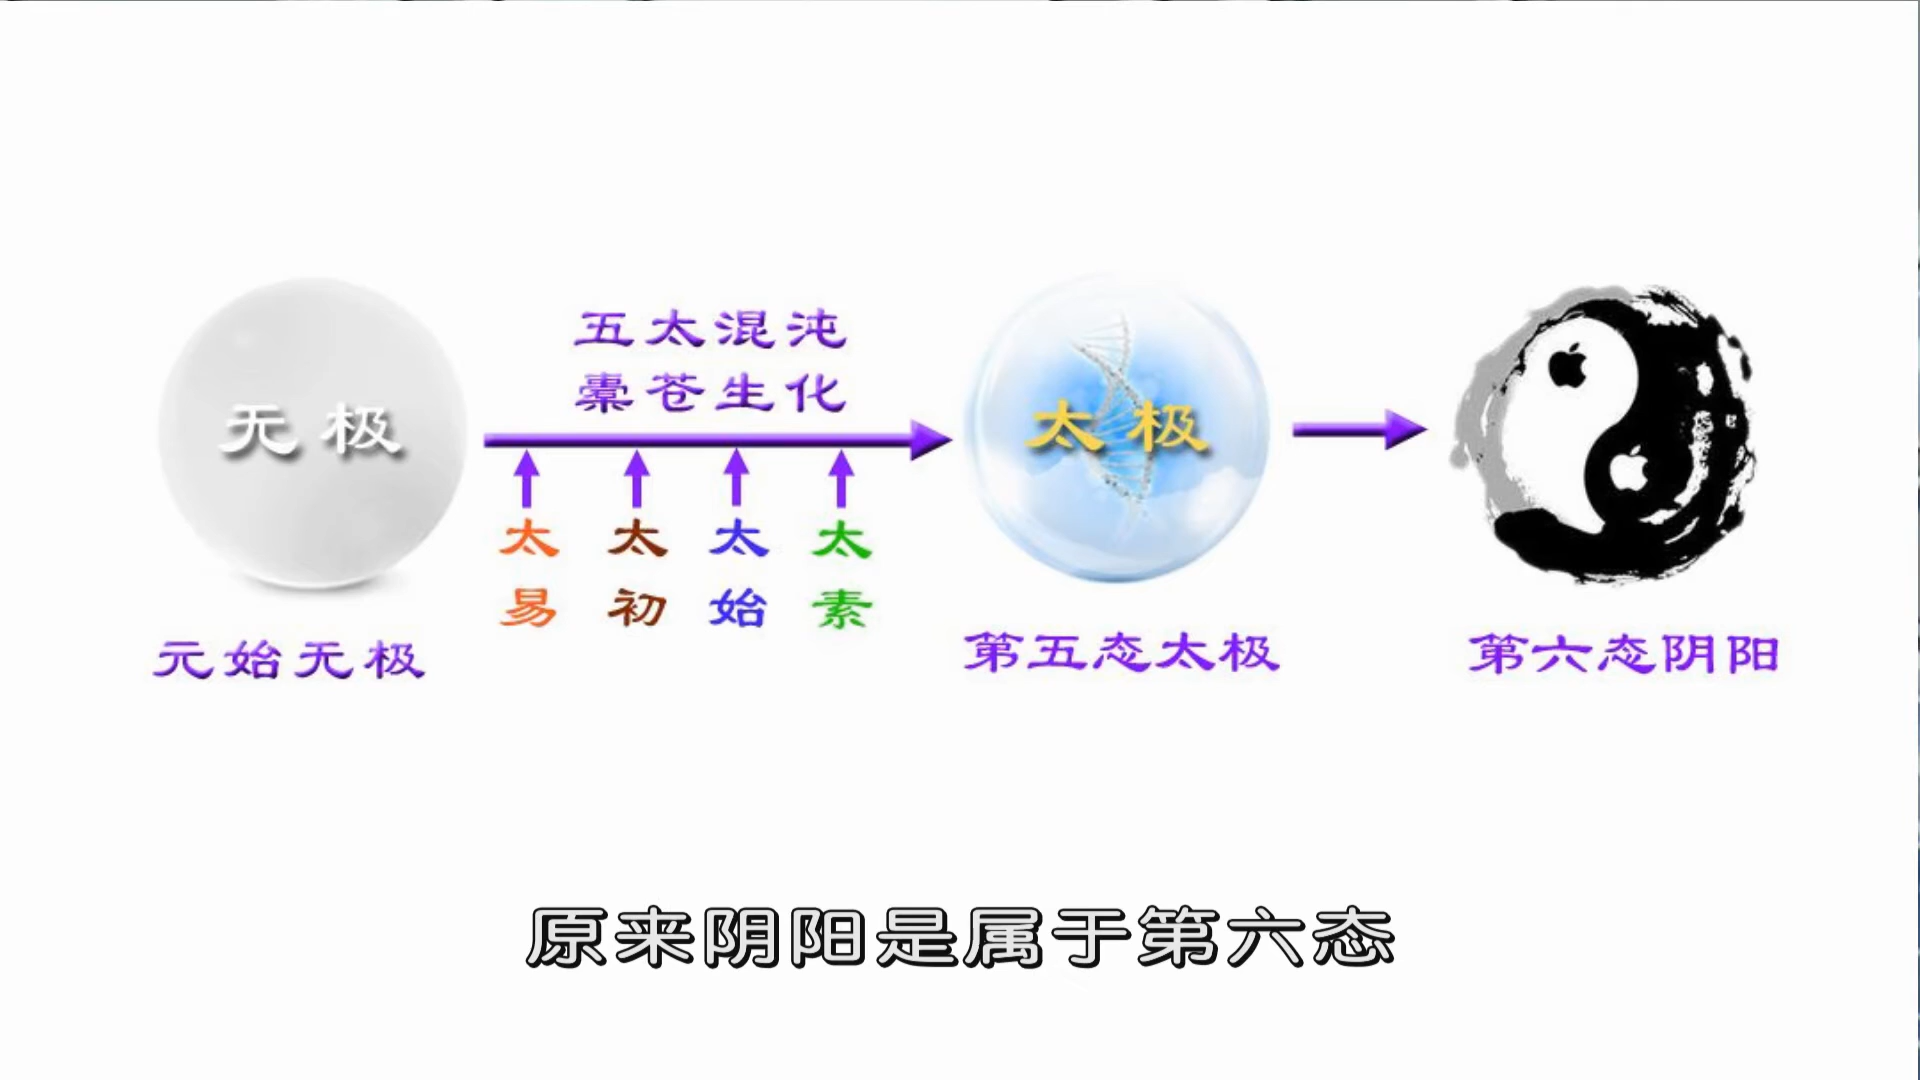 无极
元始无极
五太混沌
橐苍生化
太易
太初
太始
太素
太极
第五态太极
第六态阴阳
原来阴阳是属于第六态